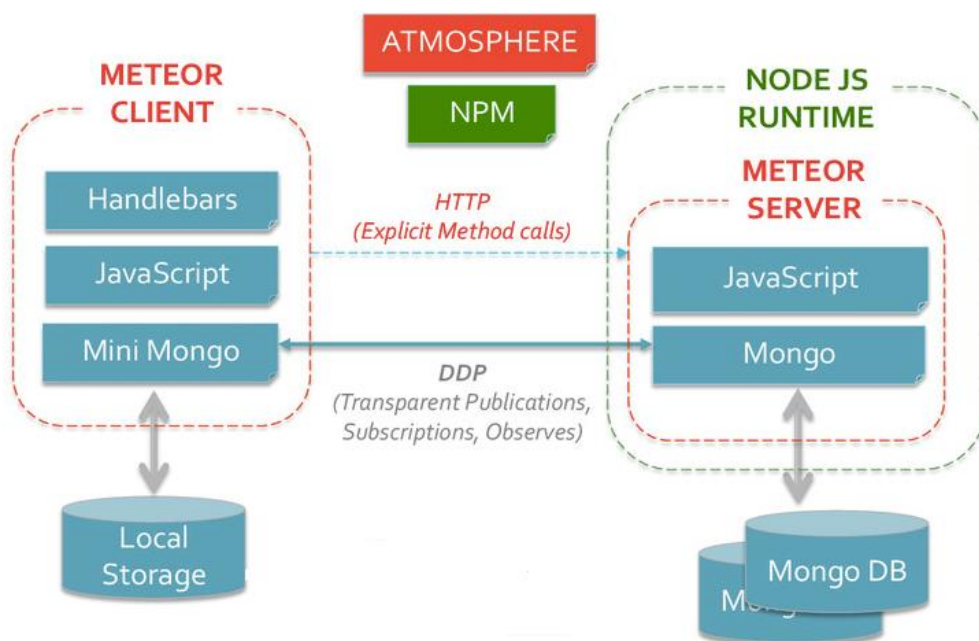 ATMOSPHERE
NPM
METEOR
CLIENT
Handlebars
JavaScript
Mini Mongo
Local
Storage
HTTP
(Explicit Method calls)
DDP
(Transparent Publications,
Subscriptions, Observes)
NODE JS
RUNTIME
METEOR
SERVER
JavaScript
Mongo
Mongo DB